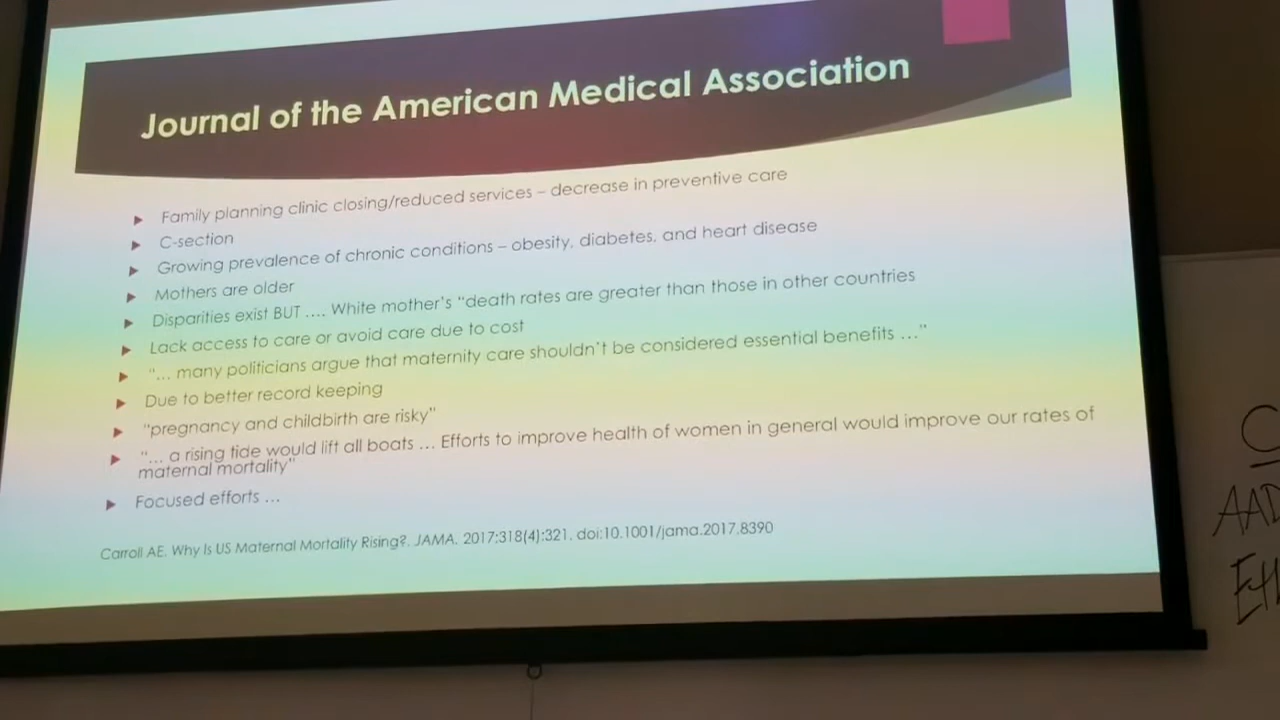 Journal of the American Medical Association
Family planning clinic closing/reduced services – decrease in preventive care
C-section
Growing prevalence of chronic conditions – obesity, diabetes, and heart disease
Mothers are older
Disparities exist BUT …. White mother's "death rates are greater than those in other countries
Lack access to care or avoid care due to cost
"… many politicians argue that maternity care shouldn't be considered essential benefits …"
Due to better record keeping
"pregnancy and childbirth are risky"
"… a rising tide would lift all boats … Efforts to improve health of women in general would improve our rates of
maternal mortality"
Focused efforts …
Carroll AE. Why Is US Maternal Mortality Rising?. JAMA. 2017;318(4):321. doi:10.1001/jama.2017.8390